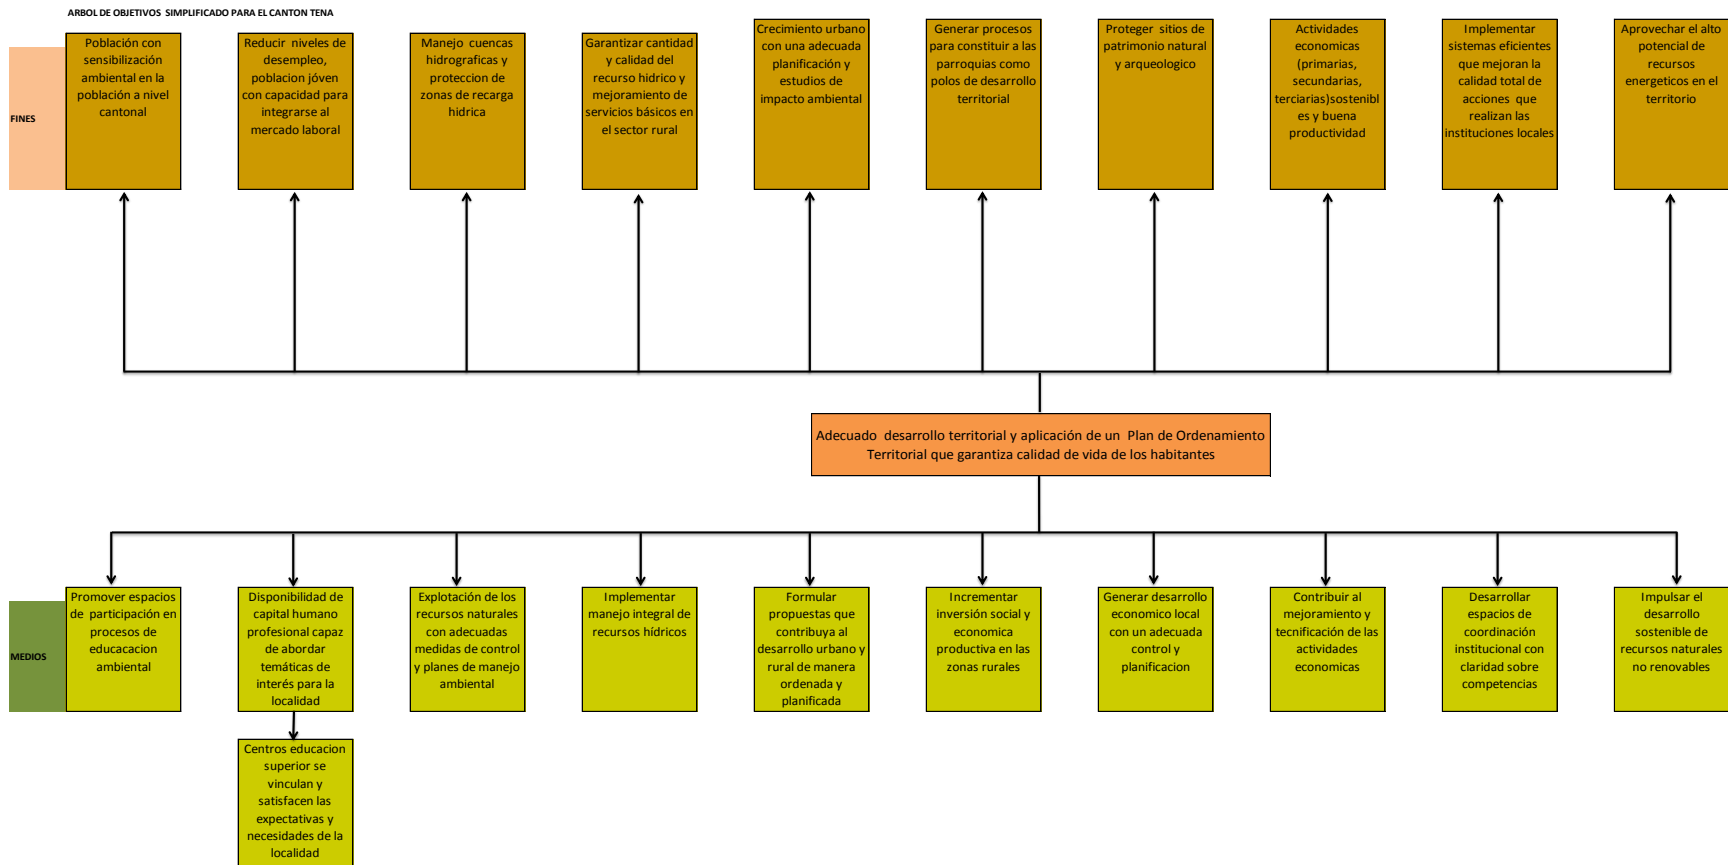 ARBOL DE OBJETIVOS SIMPLIFICADO PARA EL CANTON TENA
FINES
Población con
sensibilización
ambiental en la
población a nivel
cantonal
Reducir niveles de
desempleo,
poblacion jóven
con capacidad para
integrarse al
mercado laboral
Manejo cuencas
hidrograficas y
proteccion de
zonas de recarga
hidrica
Garantizar cantidad
y calidad del
recurso hidrico y
mejoramiento de
servicios básicos en
el sector rural
Crecimiento urbano
con una adecuada
planificación y
estudios de
impacto ambiental
Generar procesos
para constituir a las
parroquias como
polos de desarrollo
territorial
Proteger sitios de
patrimonio natural
y arqueologico
Actividades
economicas
(primarias,
secundarias,
terciarias)sostenibl
es y buena
productividad
Implementar
sistemas eficientes
que mejoran la
calidad total de
acciones que
realizan las
instituciones locales
Aprovechar el alto
potencial de
recursos
energeticos en el
territorio
Adecuado desarrollo territorial y aplicación de un Plan de Ordenamiento
Territorial que garantiza calidad de vida de los habitantes
MEDIOS
Promover espacios
de participación en
procesos de
educacacion
ambiental
Disponibilidad de
capital humano
profesional capaz
de abordar
temáticas de
interés para la
localidad
Explotación de los
recursos naturales
con adecuadas
medidas de control
y planes de manejo
ambiental
Implementar
manejo integral de
recursos hídricos
Formular
propuestas que
contribuya al
desarrollo urbano y
rural de manera
ordenada y
planificada
Incrementar
inversión social y
economica
productiva en las
zonas rurales
Generar desarrollo
economico local
con un adecuada
control y
planificacion
Contribuir al
mejoramiento y
tecnificación de las
actividades
economicas
Desarrollar
espacios de
coordinación
institucional con
claridad sobre
competencias
Impulsar el
desarrollo
sostenible de
recursos naturales
no renovables
Centros educacion
superior se
vinculan y
satisfacen las
expectativas y
necesidades de la
localidad